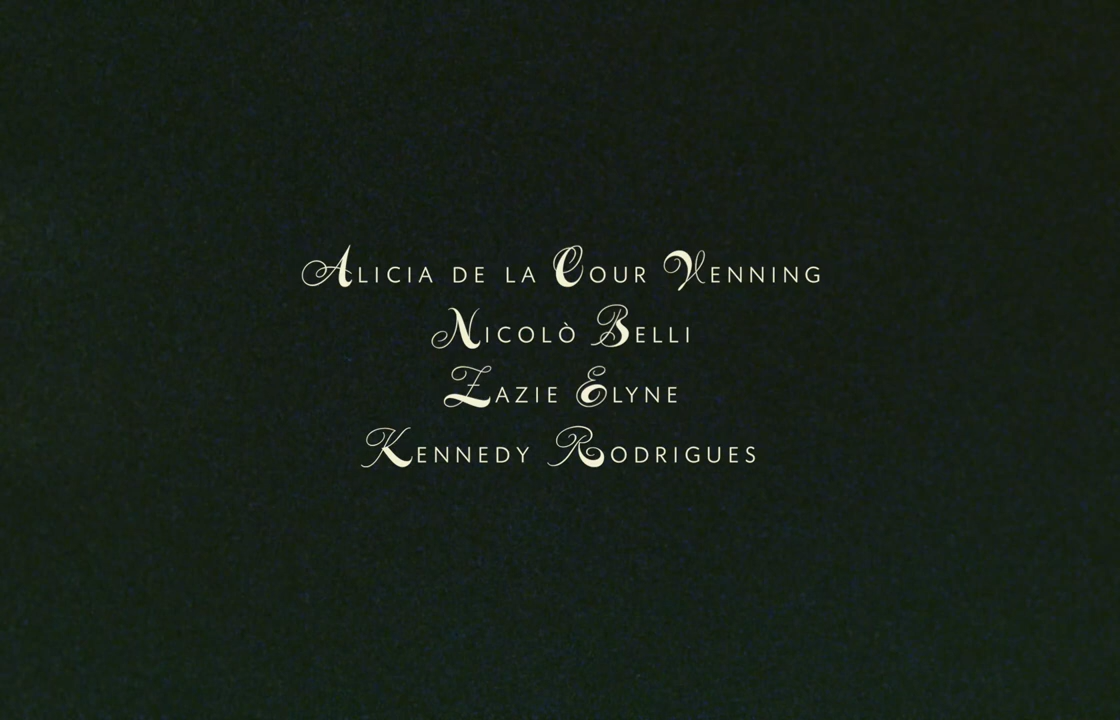 Alicia de la Cour Venning
Nicolò Belli
Zazie Elyne
Kennedy Rodrigues